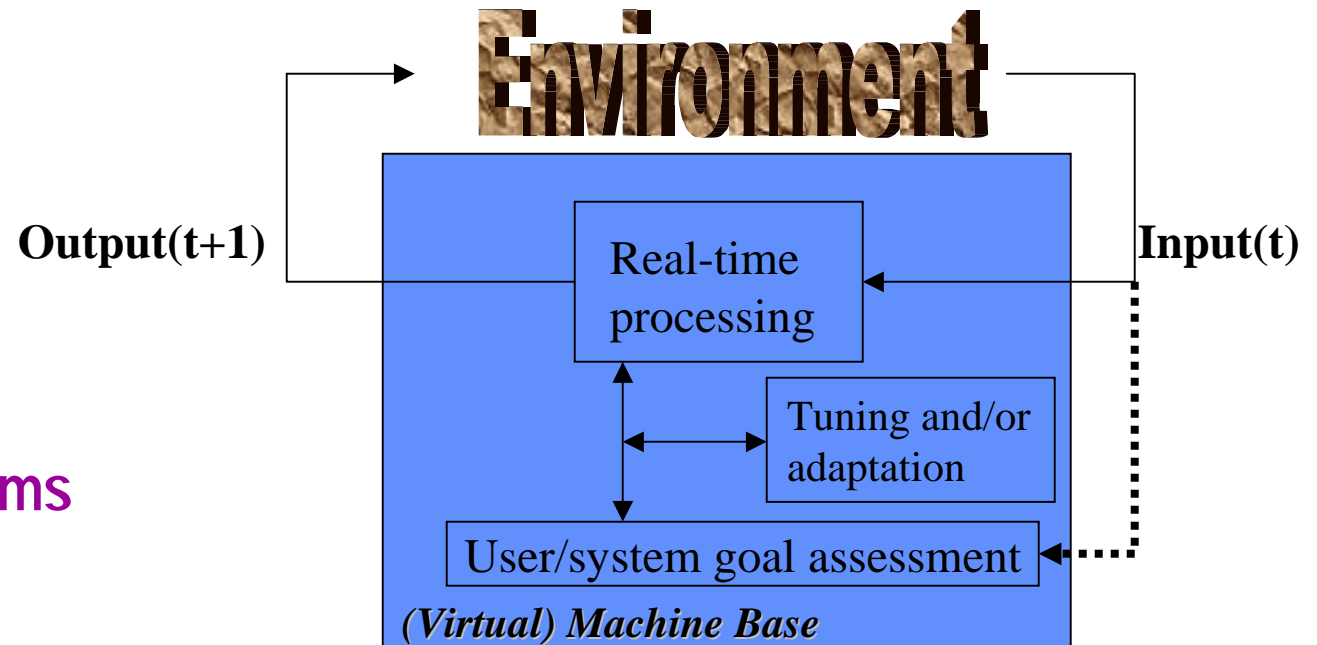 Environment
Output(t+1)
Input(t)
Real-time
processing
Tuning and/or
adaptation
ms
User/system goal assessment
(Virtual) Machine Base